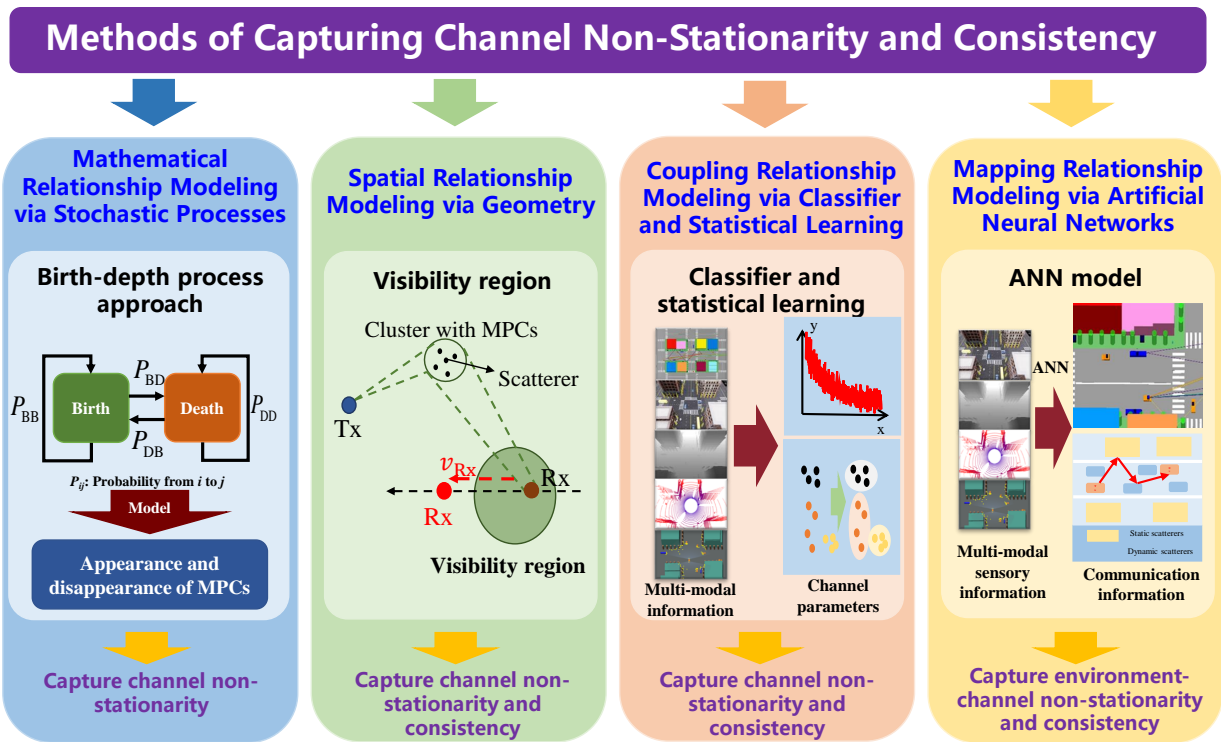 Methods of Capturing Channel Non-Stationarity and Consistency
Mathematical
Relationship Modeling
via Stochastic Processes
Birth-depth process
approach
P_BB
Birth
P_BD
P_DB
Death
P_DD
P_ij: Probability from i to j
Model
Appearance and
disappearance of MPCs
Capture channel non-
stationarity
Spatial Relationship
Modeling via Geometry
Visibility region
Cluster with MPCs
Scatterer
Tx
v_Rx
Rx
Rx
Visibility region
Capture channel non-
stationarity and
consistency
Coupling Relationship
Modeling via Classifier
and Statistical Learning
Classifier and
statistical learning
y
x
Multi-modal
information
Channel
parameters
Capture channel non-
stationarity and
consistency
Mapping Relationship
Modeling via Artificial
Neural Networks
ANN model
ANN
Static scatterers
Dynamic scatterers
Multi-modal
sensory
information
Communication
information
Capture environment-
channel non-stationarity
and consistency